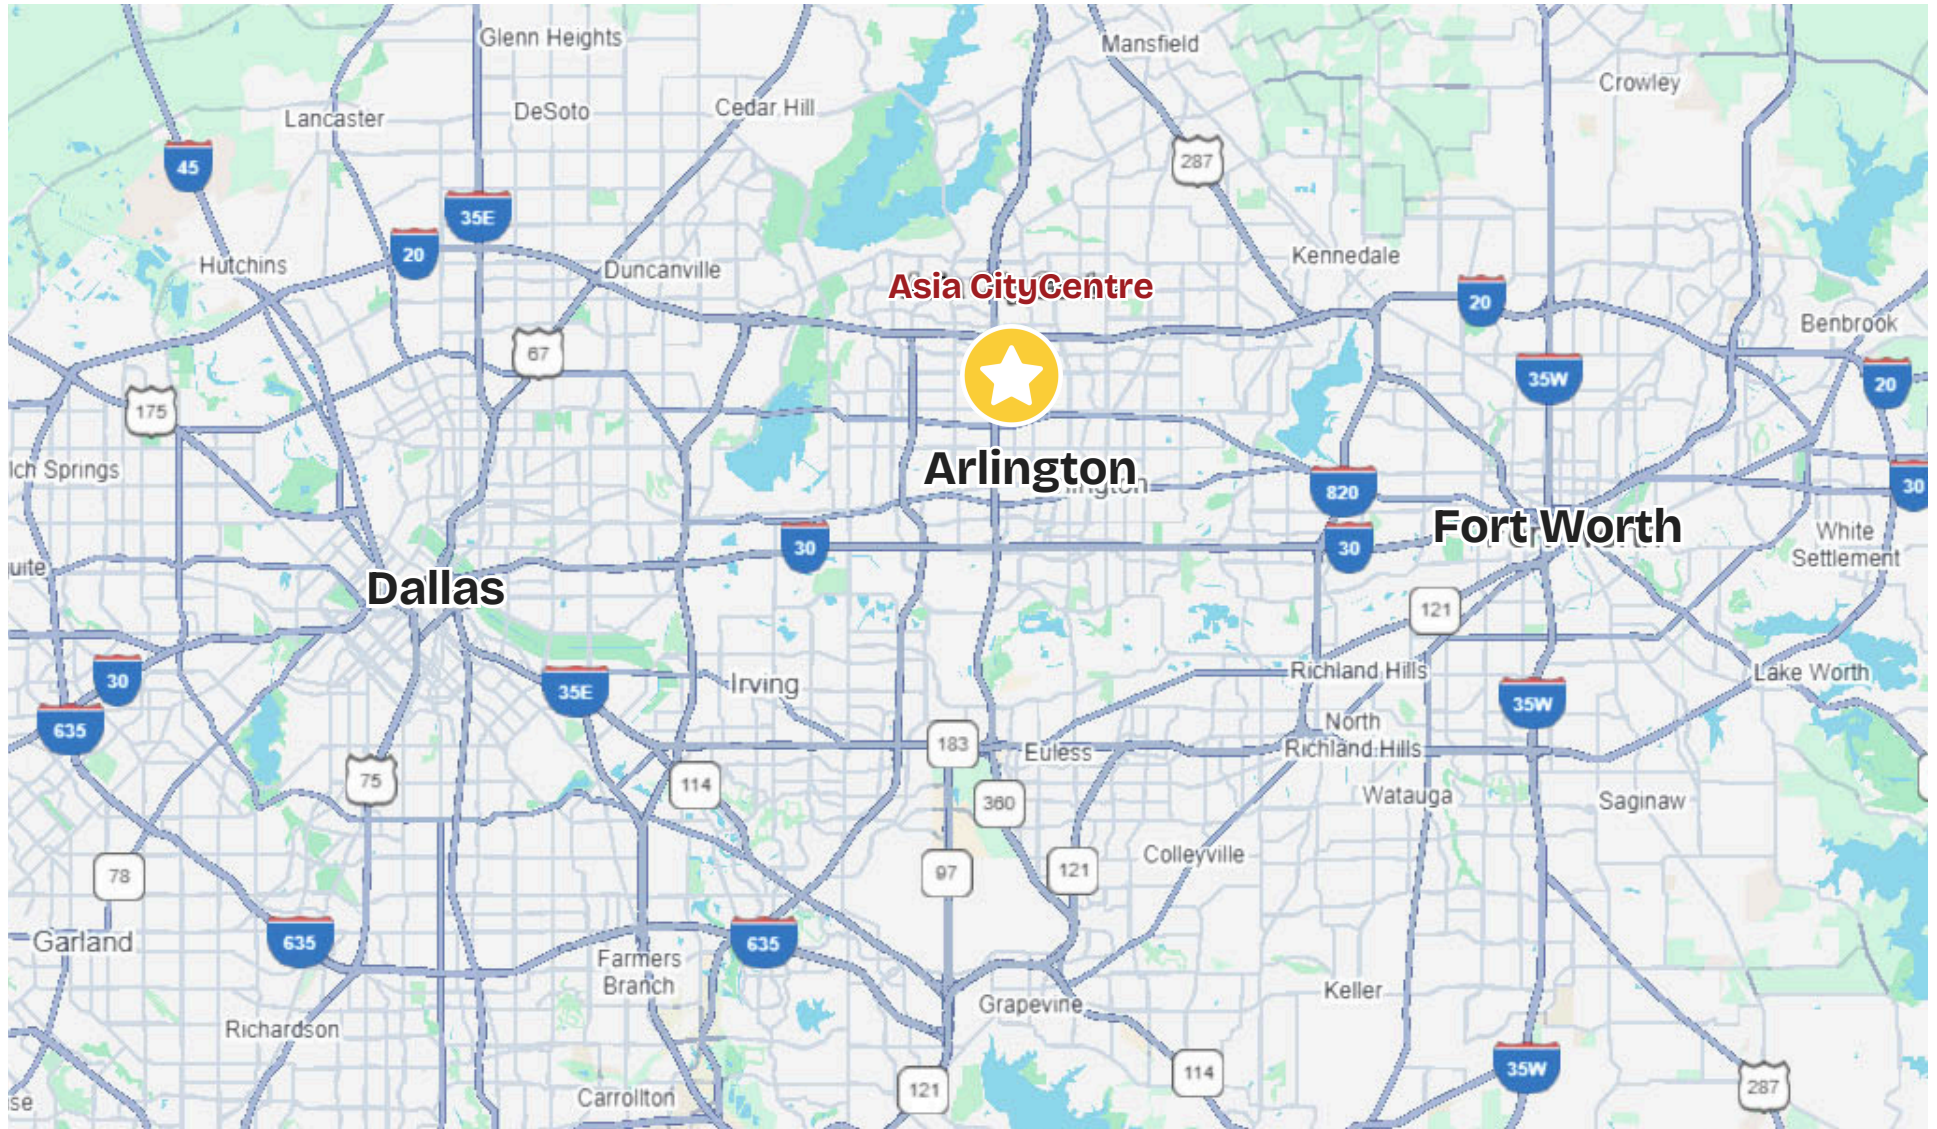 Glenn Heights
Mansfield
Crowley
Lancaster
DeSoto
Cedar Hill
45
287
35E
20
Hutchins
Duncanville
Kennedale
Asia CityCentre
20
Benbrook
67
35W
20
175
Arlington
lch Springs
820
30
Fort Worth
30
30
White
Settlement
uite
Dallas
121
30
35E
Irving
Richland Hills
Lake Worth
635
35W
183
Euless
North
Richland Hills
75
114
360
Watauga
Saginaw
78
97
121
Colleyville
Garland
635
635
Farmers
Branch
Grapevine
Keller
Richardson
114
35W
121
Carrollton
287
se